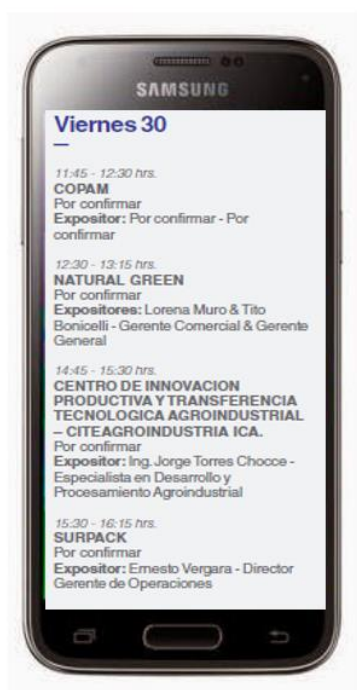 SAMSUNG
Viernes 30
11:45 - 12:30 hrs.
COPAM
Por confirmar
Expositor: Por confirmar - Por
confirmar
12:30 - 13:15 hrs.
NATURAL GREEN
Por confirmar
Expositores: Lorena Muro & Tito
Bonicelli - Gerente Comercial & Gerente
General
14:45 - 15:30 hrs.
CENTRO DE INNOVACION
PRODUCTIVA Y TRANSFERENCIA
TECNOLOGICA AGROINDUSTRIAL
– CITEAGROINDUSTRIA ICA.
Por confirmar
Expositor: Ing. Jorge Torres Chocce -
Especialista en Desarrollo y
Procesamiento Agroindustrial
15:30 - 16:15 hrs.
SURPACK
Por confirmar
Expositor: Ernesto Vergara - Director
Gerente de Operaciones